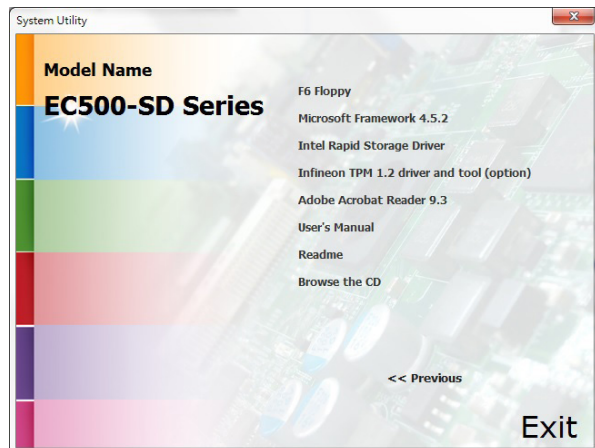 System Utility
Model Name
EC500-SD Series
F6 Floppy
Microsoft Framework 4.5.2
Intel Rapid Storage Driver
Infineon TPM 1.2 driver and tool (option)
Adobe Acrobat Reader 9.3
User's Manual
Readme
Browse the CD
<< Previous
Exit